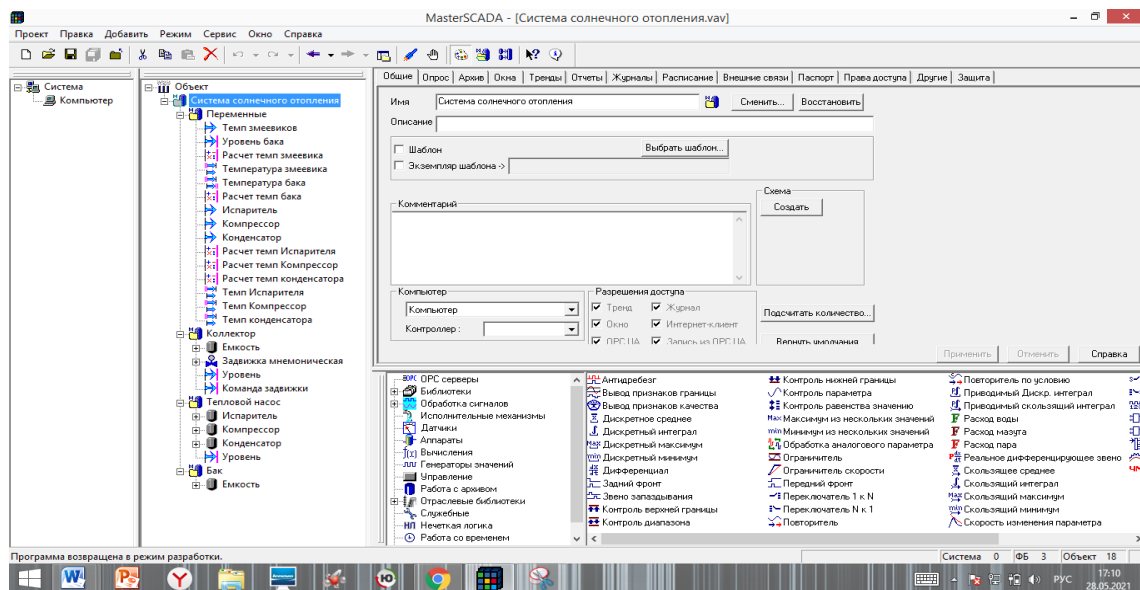 MasterSCADA - [Система солнечного отопления.vav]
Проект Правка Добавить Режим Сервис Окно Справка
Система
Компьютер
Объект
Система солнечного отопления
Переменные
Темп змеевиков
Уровень бака
Расчет темп змеевика
Температура змеевика
Температура бака
Расчет темп бака
Испаритель
Компрессор
Конденсатор
Расчет темп Испарителя
Расчет темп Компрессор
Расчет темп конденсатора
Темп Испарителя
Темп Компрессор
Темп конденсатора
Коллектор
Емкость
Задвижка мнемоническая
Уровень
Команда задвижки
Тепловой насос
Испаритель
Компрессор
Конденсатор
Уровень
Бак
Емкость
Общие Опрос Архив Окна Тренды Отчеты Журналы Расписание Внешние связи Паспорт Права доступа Другие Защита
Имя Система солнечного отопления Сменить... Восстановить
Описание
Шаблон Выбрать шаблон...
Экземпляр шаблона ->
Схема
Создать
Комментарий
Компьютер
Компьютер
Контроллер :
Разрешения доступа
Тренд Журнал
Окно Интернет-клиент
OPC UA Запись из OPC UA
Подсчитать количество...
Вернуть умолчания
Применить Отменить Справка
OPC серверы
Библиотеки
Обработка сигналов
Исполнительные механизмы
Датчики
Аппараты
Вычисления
Генераторы значений
Управление
Работа с архивом
Отраслевые библиотеки
Служебные
Нечеткая логика
Работа со временем
Антидребезг
Вывод признаков границы
Вывод признаков качества
Дискретное среднее
Дискретный интеграл
Дискретный максимум
Дискретный минимум
Дифференциал
Задний фронт
Звено запаздывания
Контроль верхней границы
Контроль диапазона
Контроль нижней границы
Контроль параметра
Контроль равенства значению
Максимум из нескольких значений
Минимум из нескольких значений
Обработка аналогового параметра
Ограничитель
Ограничитель скорости
Передний фронт
Переключатель 1 к N
Переключатель N к 1
Повторитель
Повторитель по условию
Приводимый Дискр. интеграл
Приводимый скользящий интеграл
Расход воды
Расход мазута
Расход пара
Реальное дифференцирующее звено
Скользящее среднее
Скользящий интеграл
Скользящий максимум
Скользящий минимум
Скорость изменения параметра
Программа возвращена в режим разработки.
Система 0 ФБ 3 Объект 18
РУС
17:10
28.05.2021